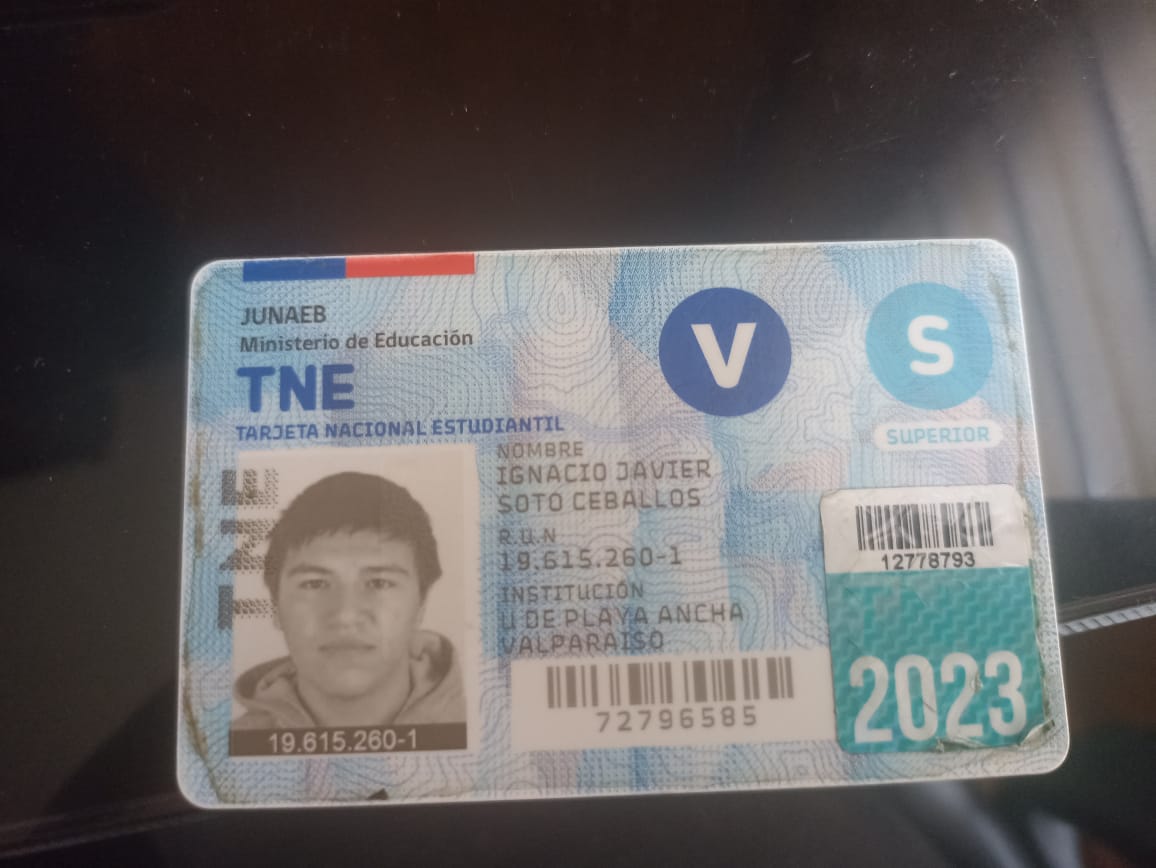 JUNAEB
Ministerio de Educación
TNE
TARJETA NACIONAL ESTUDIANTIL
V
S
SUPERIOR
TNE
NOMBRE
IGNACIO JAVIER
SOTO CEBALLOS
R.U.N
19.615.260-1
INSTITUCIÓN
U DE PLAYA ANCHA
VALPARAISO
72796585
19.615.260-1
12778793
2023